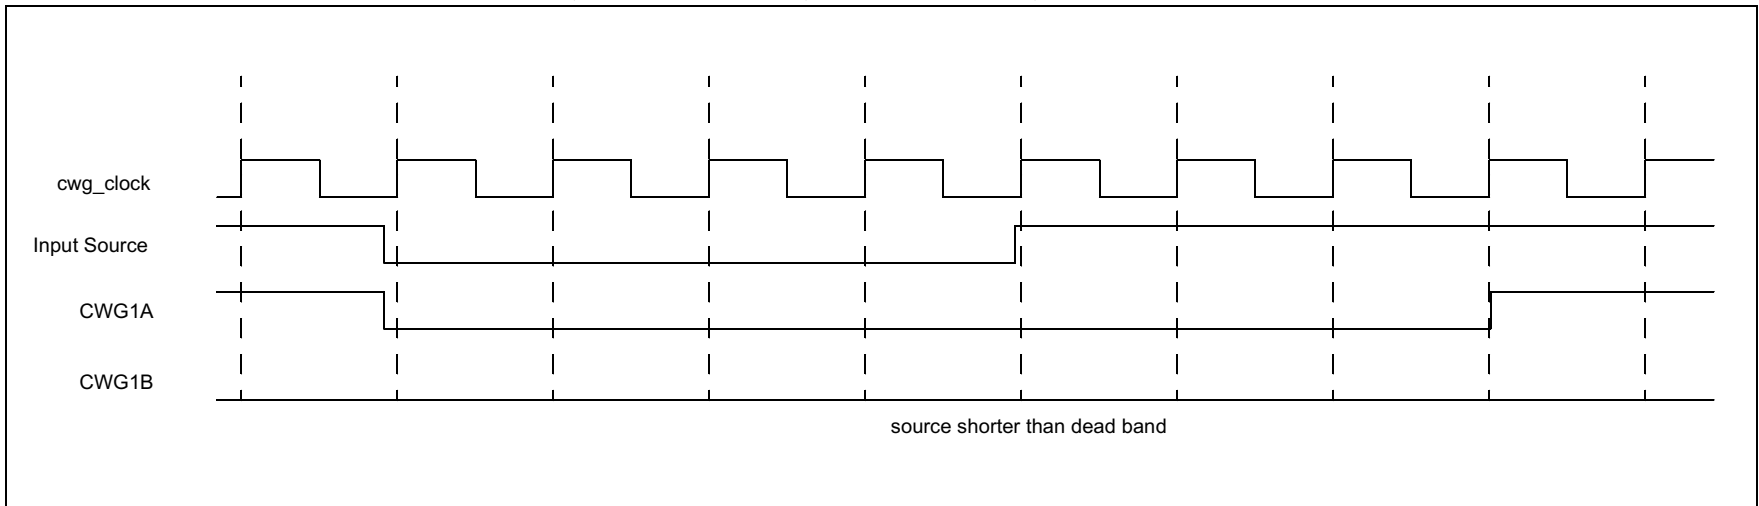 cwg_clock
Input Source
CWG1A
CWG1B
source shorter than dead band